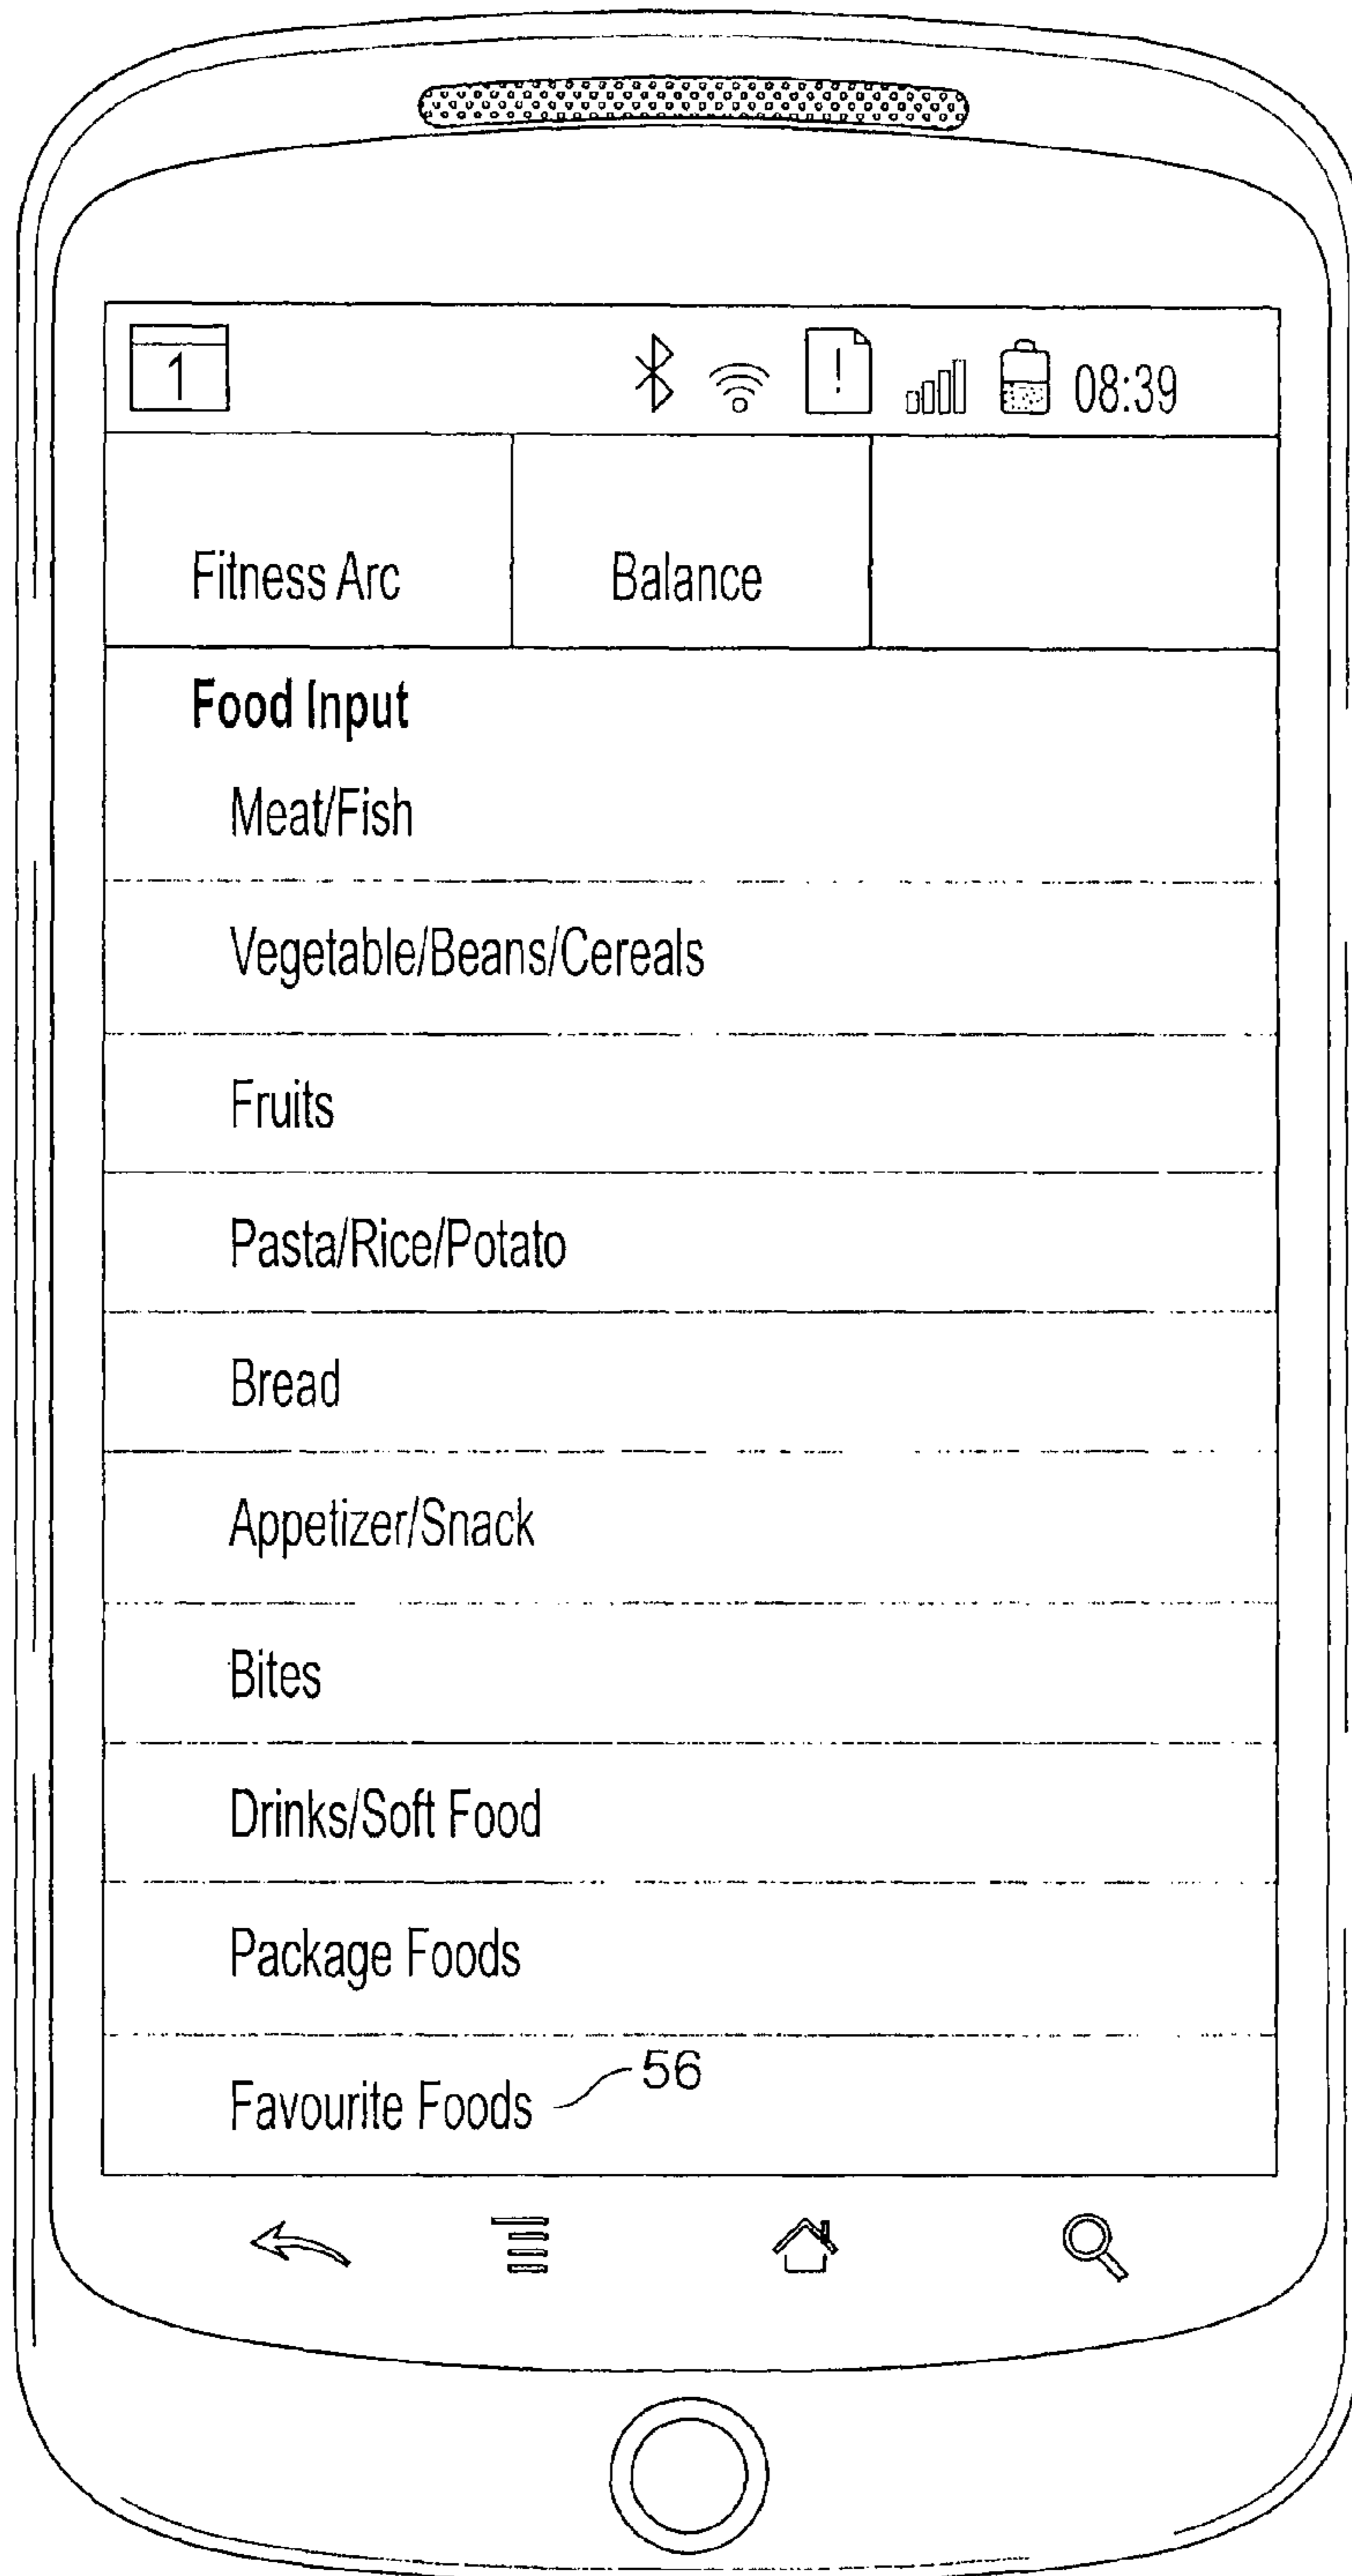 1 ! 08:39
Fitness Arc Balance
Food Input
Meat/Fish
Vegetable/Beans/Cereals
Fruits
Pasta/Rice/Potato
Bread
Appetizer/Snack
Bites
Drinks/Soft Food
Package Foods
Favourite Foods 56